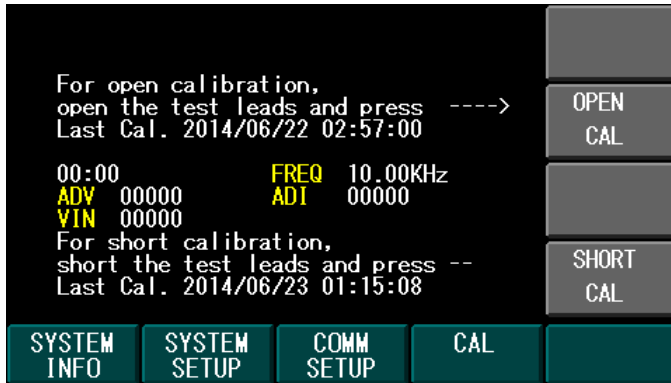 For open calibration,
open the test leads and press ---->
OPEN
CAL
Last Cal. 2014/06/22 02:57:00
00:00 FREQ 10.00KHz
ADV 00000 ADI 00000
VIN 00000
For short calibration,
short the test leads and press --
SHORT
CAL
Last Cal. 2014/06/23 01:15:08
SYSTEM
INFO
SYSTEM
SETUP
COMM
SETUP
CAL